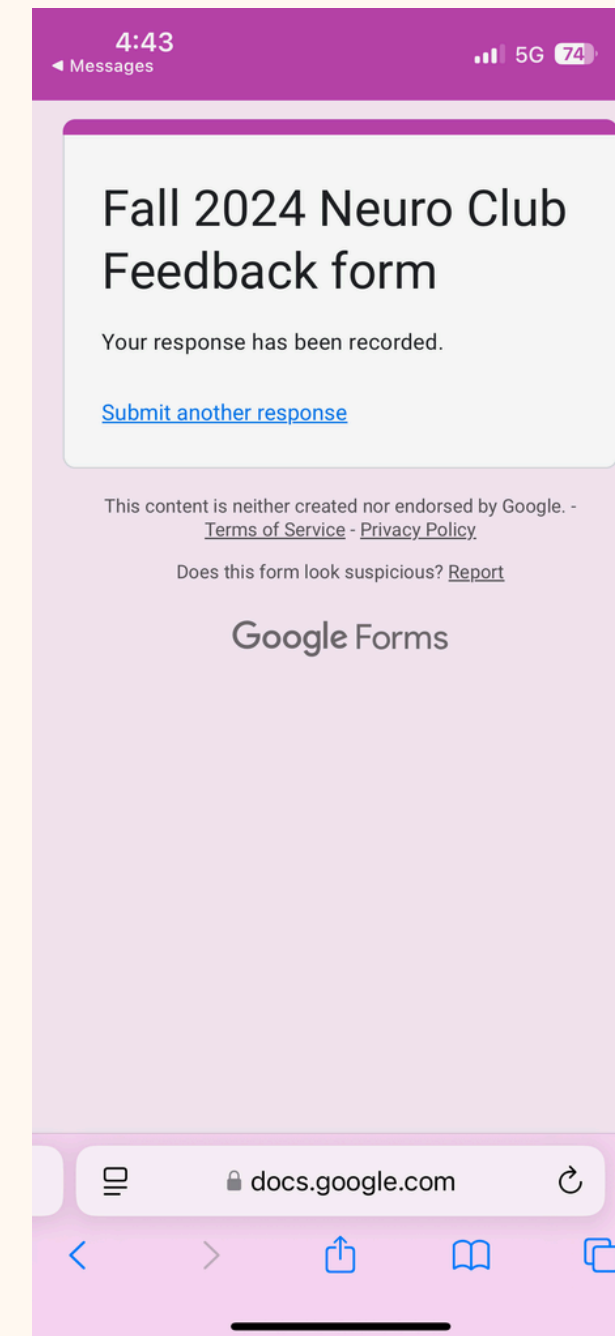 4:43
◀ Messages
5G 74
Fall 2024 Neuro Club
Feedback form
Your response has been recorded.
Submit another response
This content is neither created nor endorsed by Google. -
Terms of Service - Privacy Policy
Does this form look suspicious? Report
Google Forms
docs.google.com